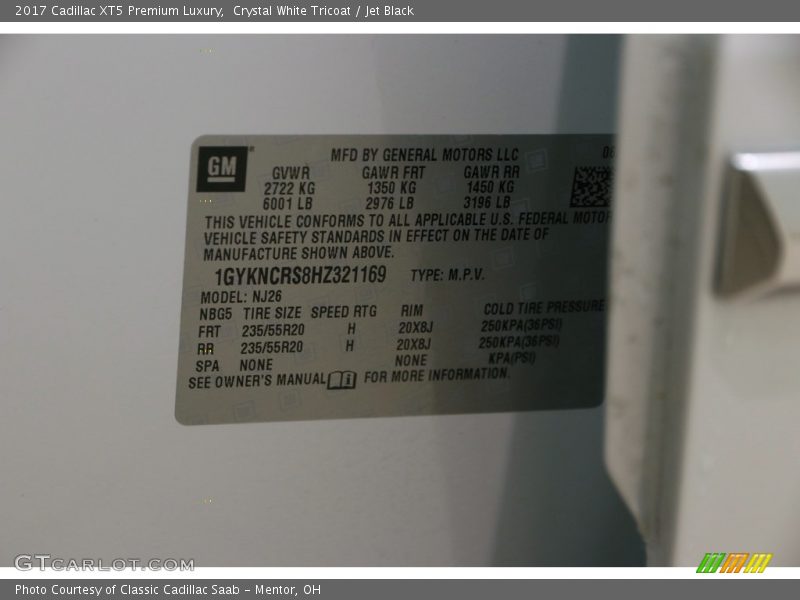 2017 Cadillac XT5 Premium Luxury,  Crystal White Tricoat / Jet Black
GM
MFD BY GENERAL MOTORS LLC
GVWR GAWR FRT GAWR RR
2722 KG 1350 KG 1450 KG
6001 LB 2976 LB 3196 LB
THIS VEHICLE CONFORMS TO ALL APPLICABLE U.S. FEDERAL MOTOR
VEHICLE SAFETY STANDARDS IN EFFECT ON THE DATE OF
MANUFACTURE SHOWN ABOVE.
1GYKNCRS8HZ321169 TYPE: M.P.V.
MODEL: NJ26
NBG5 TIRE SIZE SPEED RTG RIM COLD TIRE PRESSURE
FRT 235/55R20 H 20X8J 250KPA(36PSI)
RR 235/55R20 H 20X8J 250KPA(36PSI)
SPA NONE NONE KPA(PSI)
SEE OWNER'S MANUAL FOR MORE INFORMATION.
GTCARLOT.COM
Photo Courtesy of Classic Cadillac Saab - Mentor, OH